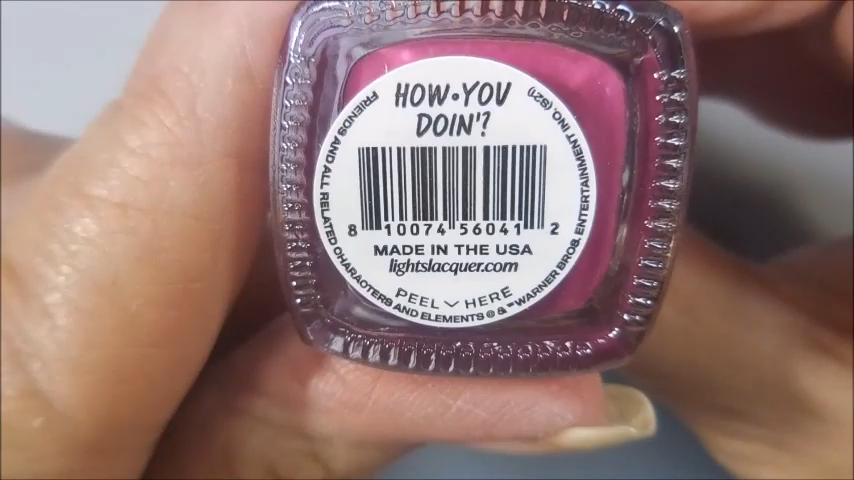 HOW•YOU
DOIN'?
8 10074 56041 2
MADE IN THE USA
lightslacquer.com
PEEL HERE
FRIENDS AND ALL RELATED CHARACTERS AND ELEMENTS © & ™ WARNER BROS. ENTERTAINMENT INC. (S21)